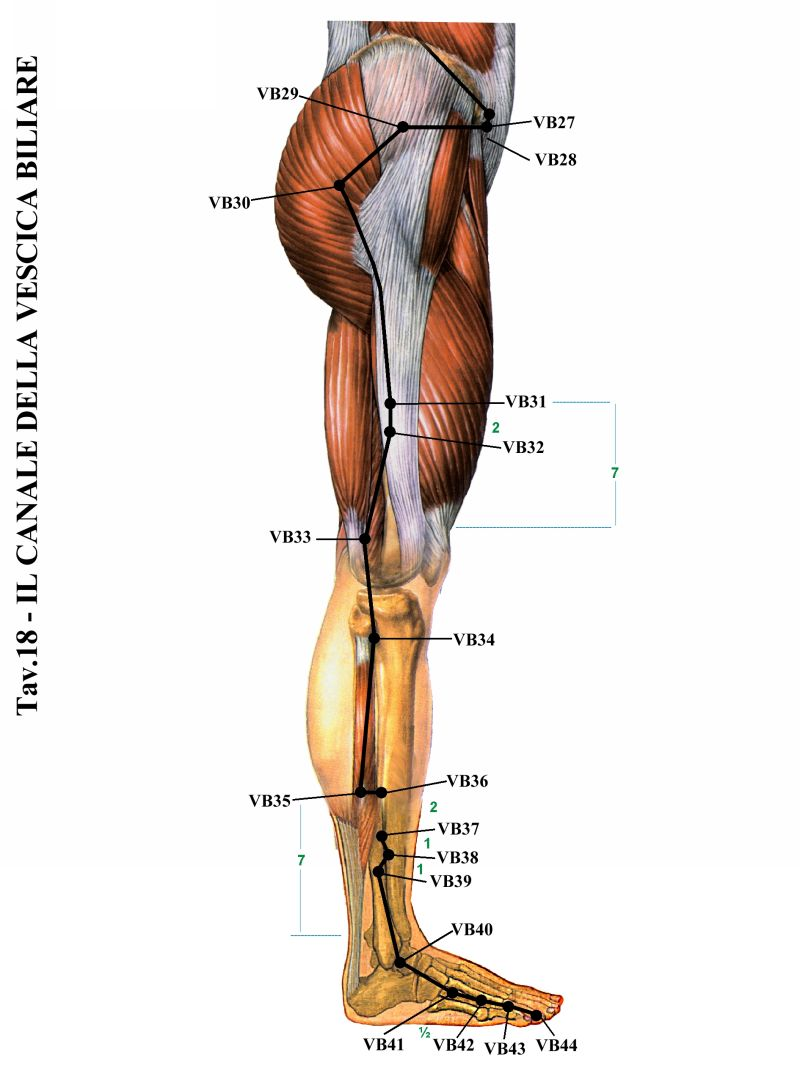 Tav.18 - IL CANALE DELLA VESCICA BILIARE
VB29
VB27
VB28
VB30
VB31
2
VB32
7
VB33
VB34
VB36
VB35
2
VB37
1
VB38
7
1
VB39
VB40
½
VB41
VB42
VB43
VB44